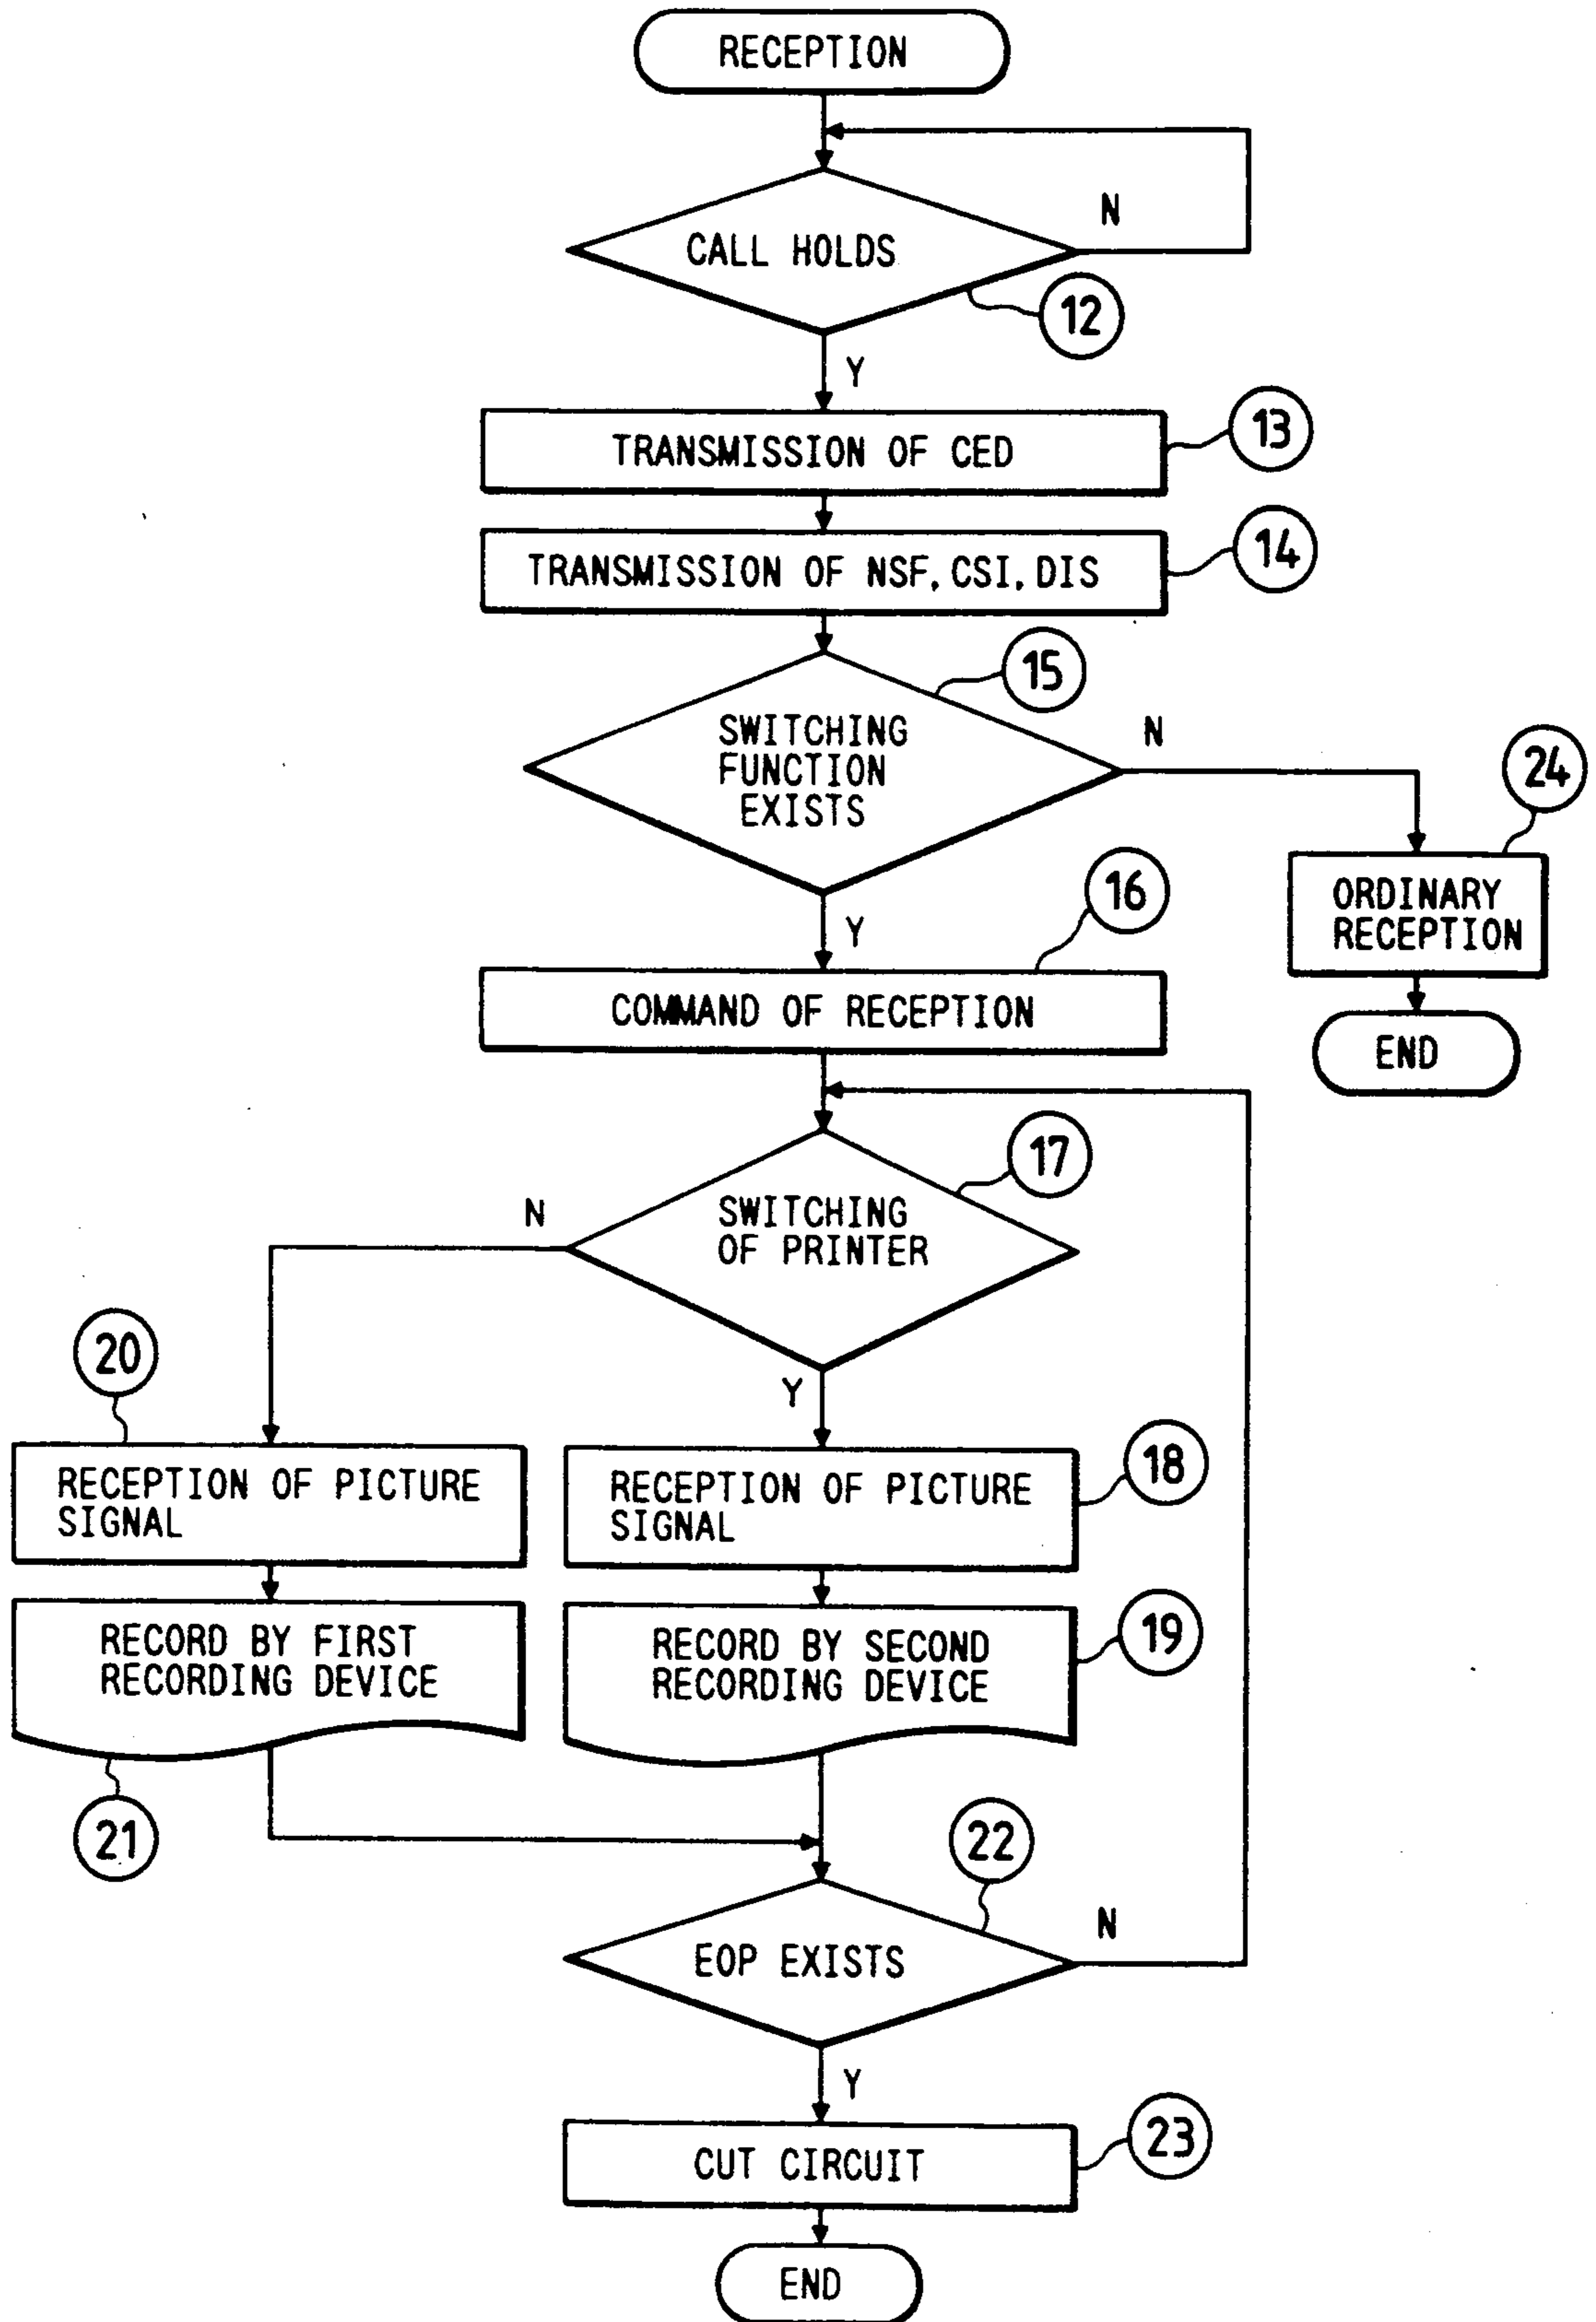 RECEPTION
N
CALL HOLDS
12
Y
TRANSMISSION OF CED
13
TRANSMISSION OF NSF, CSI, DIS
14
15
SWITCHING
FUNCTION
EXISTS
N
24
Y
16
ORDINARY
RECEPTION
COMMAND OF RECEPTION
END
17
N
SWITCHING
OF PRINTER
20
Y
RECEPTION OF PICTURE
SIGNAL
RECEPTION OF PICTURE
SIGNAL
18
RECORD BY FIRST
RECORDING DEVICE
RECORD BY SECOND
RECORDING DEVICE
19
21
22
N
EOP EXISTS
Y
CUT CIRCUIT
23
END